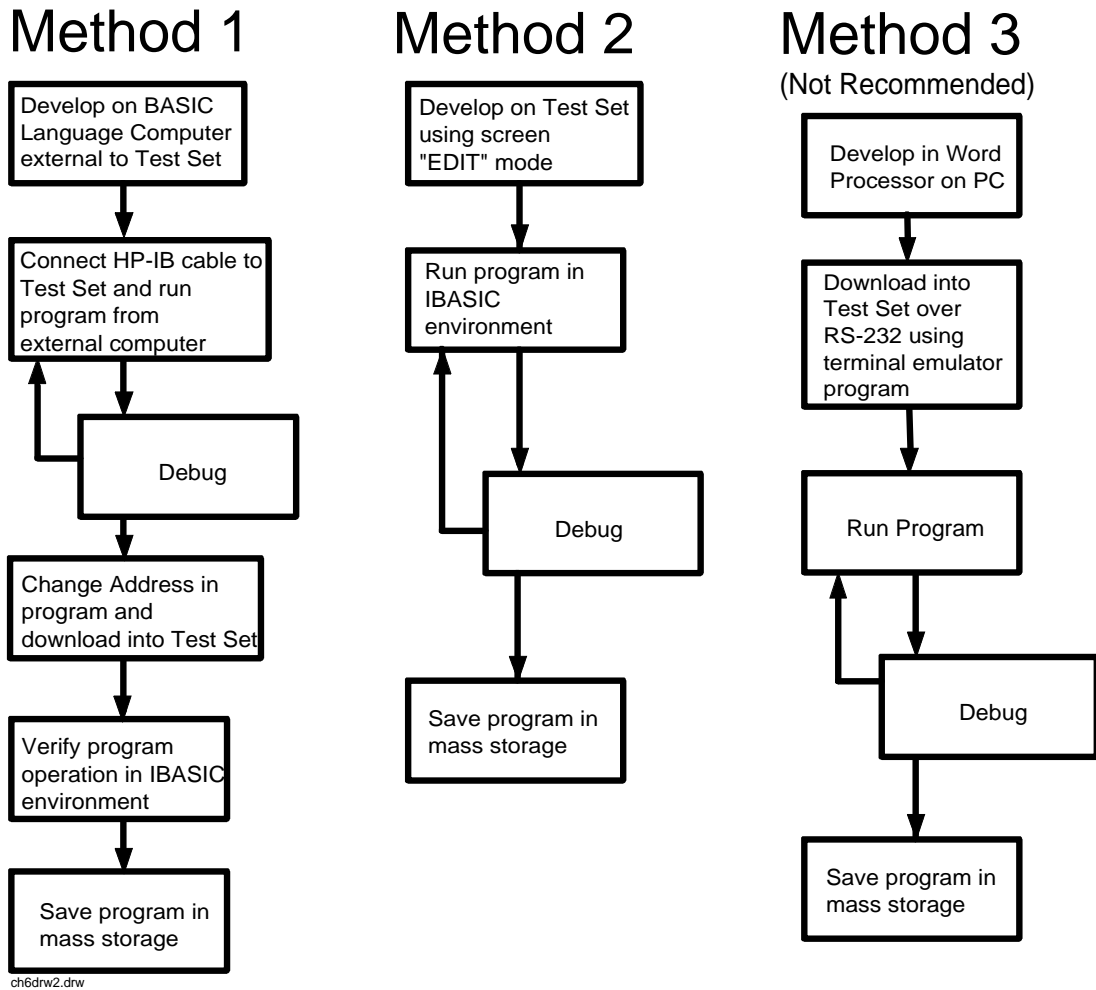 Method 1
Develop on BASIC
Language Computer
external to Test Set
Connect HP-IB cable to
Test Set and run
program from
external computer
Debug
Change Address in
program and
download into Test Set
Verify program
operation in IBASIC
environment
Save program in
mass storage
ch6drw2.drw
Method 2
Develop on Test Set
using screen
"EDIT" mode
Run program in
IBASIC
environment
Debug
Save program in
mass storage
Method 3
(Not Recommended)
Develop in Word
Processor on PC
Download into
Test Set over
RS-232 using
terminal emulator
program
Run Program
Debug
Save program in
mass storage